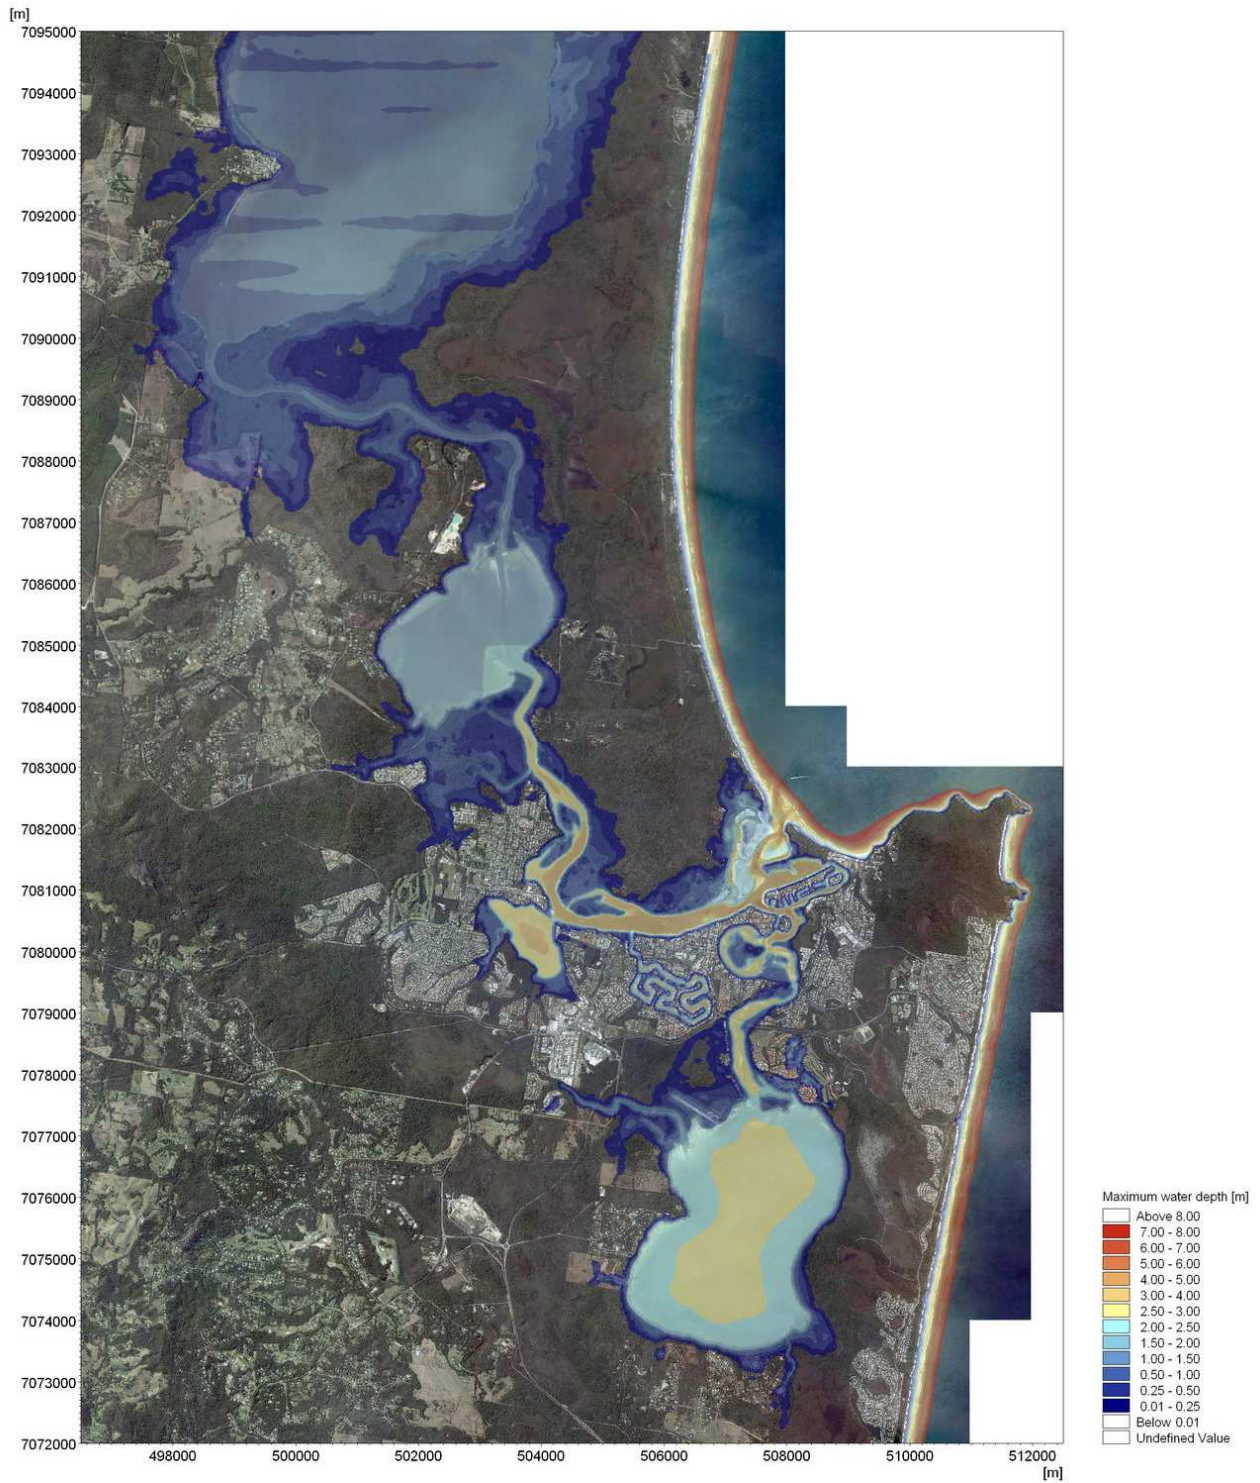 [m]
7095000
7094000
7093000
7092000
7091000
7090000
7089000
7088000
7087000
7086000
7085000
7084000
7083000
7082000
7081000
7080000
7079000
7078000
7077000
7076000
7075000
7074000
7073000
7072000
498000 500000 502000 504000 506000 508000 510000 512000
[m]
Maximum water depth [m]
Above 8.00
7.00 - 8.00
6.00 - 7.00
5.00 - 6.00
4.00 - 5.00
3.00 - 4.00
2.50 - 3.00
2.00 - 2.50
1.50 - 2.00
1.00 - 1.50
0.50 - 1.00
0.25 - 0.50
0.01 - 0.25
Below 0.01
Undefined Value